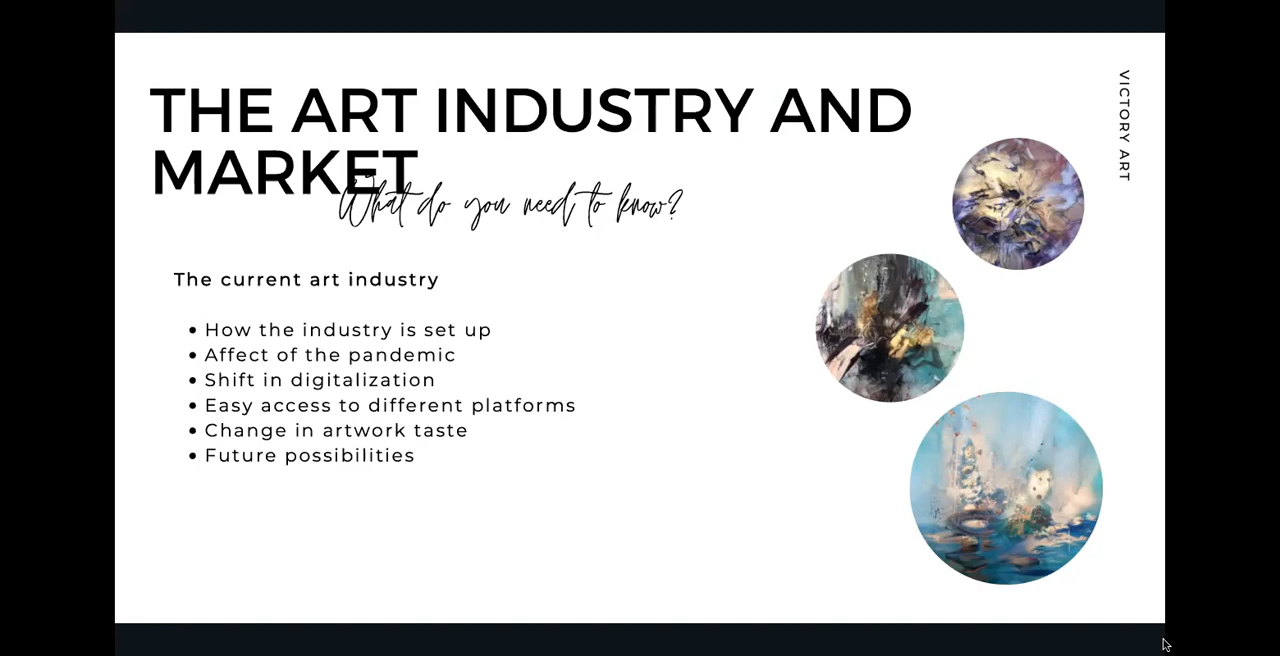 THE ART INDUSTRY AND
MARKET
What do you need to know?
The current art industry
• How the industry is set up
• Affect of the pandemic
• Shift in digitalization
• Easy access to different platforms
• Change in artwork taste
• Future possibilities
VICTORY ART